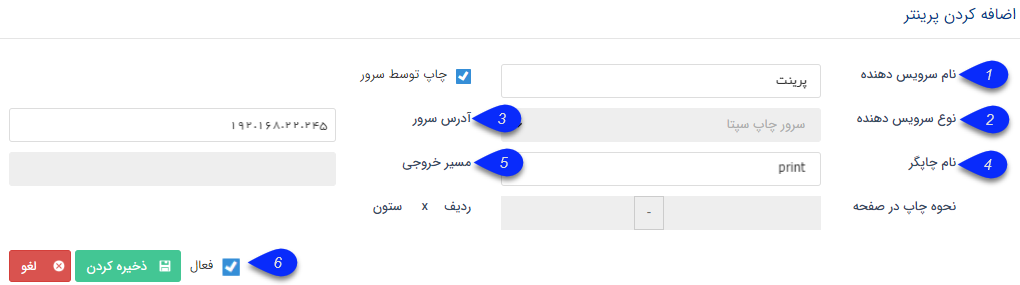 اضافه کردن پرینتر
1 نام سرویس دهنده پرینت چاپ توسط سرور
2 نوع سرویس دهنده سرور چاپ سپتا 3 آدرس سرور ۱۹۲.۱۶۸.۲۲.۲۴۵
4 نام چاپگر print 5 مسیر خروجی
نحوه چاپ در صفحه - ردیف x ستون
6 فعال ذخیره کردن لغو